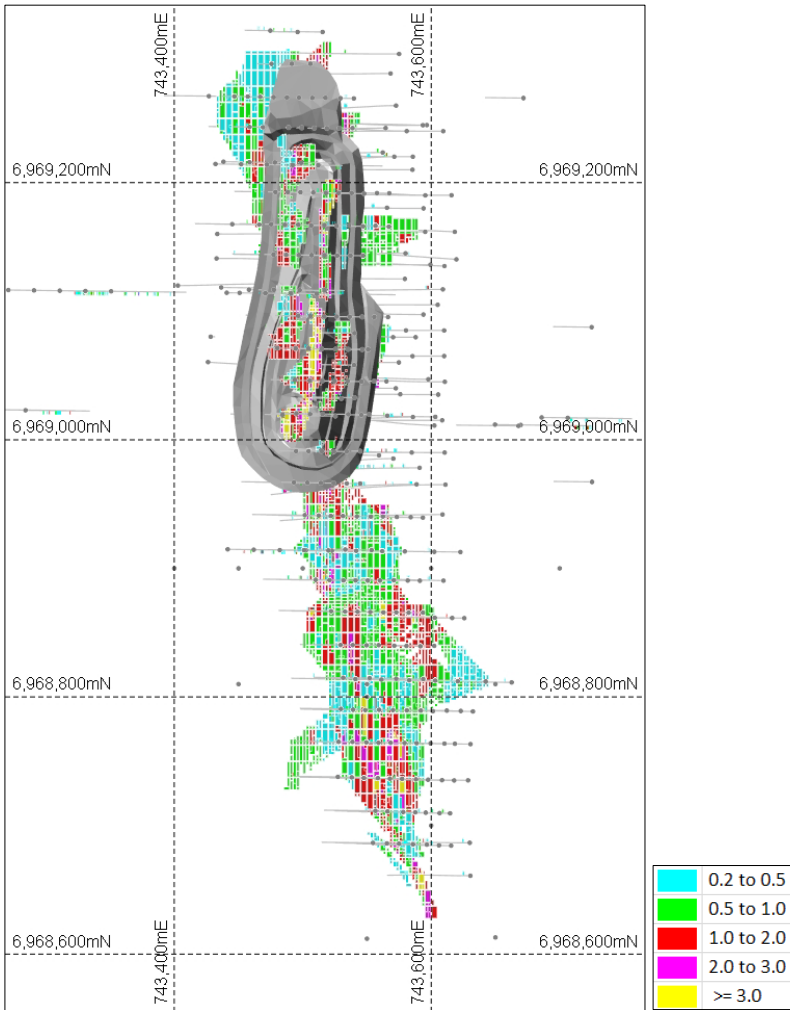 743,400mE
743,600mE
6,969,200mN
6,969,200mN
6,969,000mN
6,969,000mN
6,968,800mN
6,968,800mN
6,968,600mN
6,968,600mN
743,400mE
743,600mE
0.2 to 0.5
0.5 to 1.0
1.0 to 2.0
2.0 to 3.0
>= 3.0